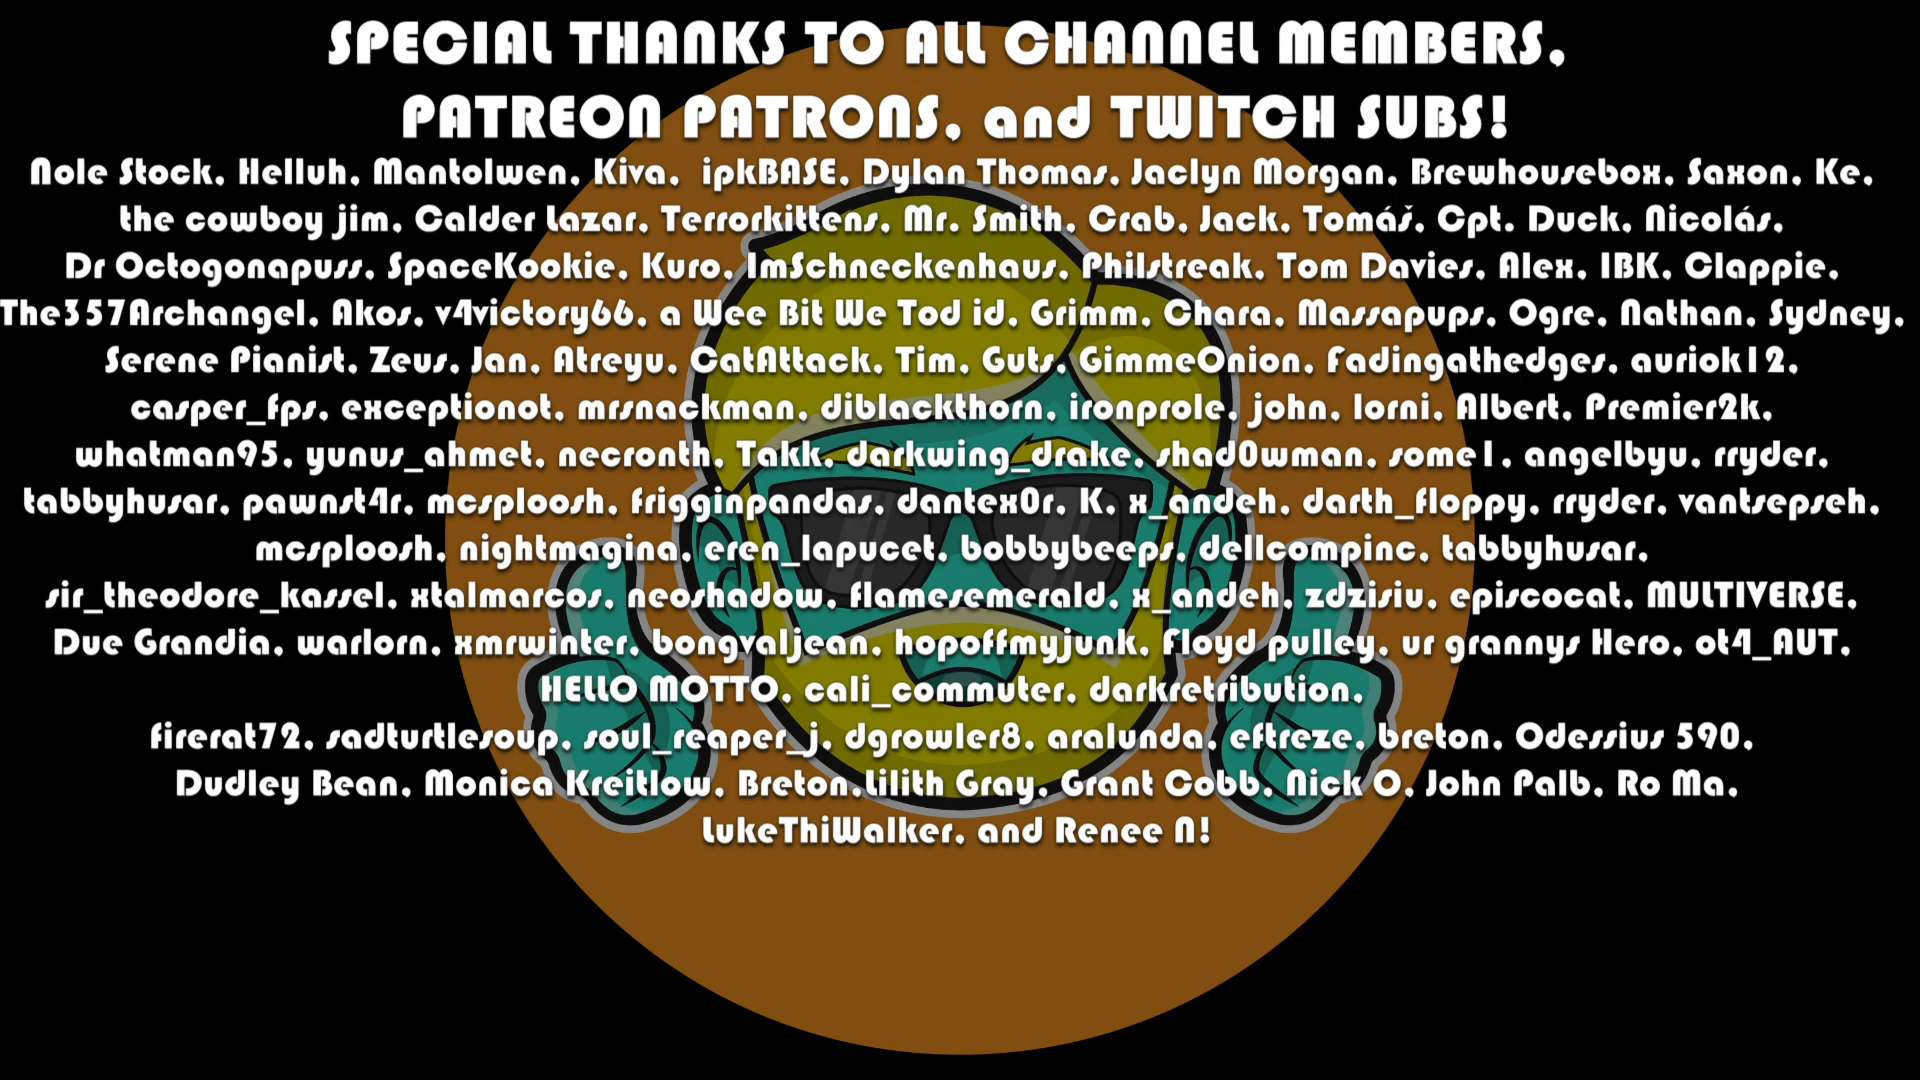 SPECIAL THANKS TO ALL CHANNEL MEMBERS,
PATREON PATRONS, and TWITCH SUBS!
Nole Stock, Helluh, Mantolwen, Kiva,  ipkBASE, Dylan Thomas, Jaclyn Morgan, Brewhousebox, Saxon, Ke,
the cowboy jim, Calder Lazar, Terrorkittens, Mr. Smith, Crab, Jack, Tomáš, Cpt. Duck, Nicolás,
Dr Octogonapuss, SpaceKookie, Kuro, ImSchneckenhaus, Philstreak, Tom Davies, Alex, IBK, Clappie,
The357Archangel, Akos, v4victory66, a Wee Bit We Tod id, Grimm, Chara, Massapups, Ogre, Nathan, Sydney,
Serene Pianist, Zeus, Jan, Atreyu, CatAttack, Tim, Guts, GimmeOnion, Fadingathedges, auriok12,
casper_fps, exceptionot, mrsnackman, diblackthorn, ironprole, john, lorni, Albert, Premier2k,
whatman95, yunus_ahmet, necronth, Takk, darkwing_drake, shad0wman, some1, angelbyu, rryder,
tabbyhusar, pawnst4r, mcsploosh, frigginpandas, dantex0r, K, x_andeh, darth_floppy, rryder, vantsepseh,
mcsploosh, nightmagina, eren_lapucet, bobbybeeps, dellcompinc, tabbyhusar,
sir_theodore_kassel, xtalmarcos, neoshadow, flamesemerald, x_andeh, zdzisiu, episcocat, MULTIVERSE,
Due Grandia, warlorn, xmrwinter, bongvaljean, hopoffmyjunk, Floyd pulley, ur grannys Hero, ot4_AUT,
HELLO MOTTO, cali_commuter, darkretribution,
firerat72, sadturtlesoup, soul_reaper_j, dgrowler8, aralunda, eftreze, breton, Odessius 590,
Dudley Bean, Monica Kreitlow, Breton,Lilith Gray, Grant Cobb, Nick O, John Palb, Ro Ma,
LukeThiWalker, and Renee N!